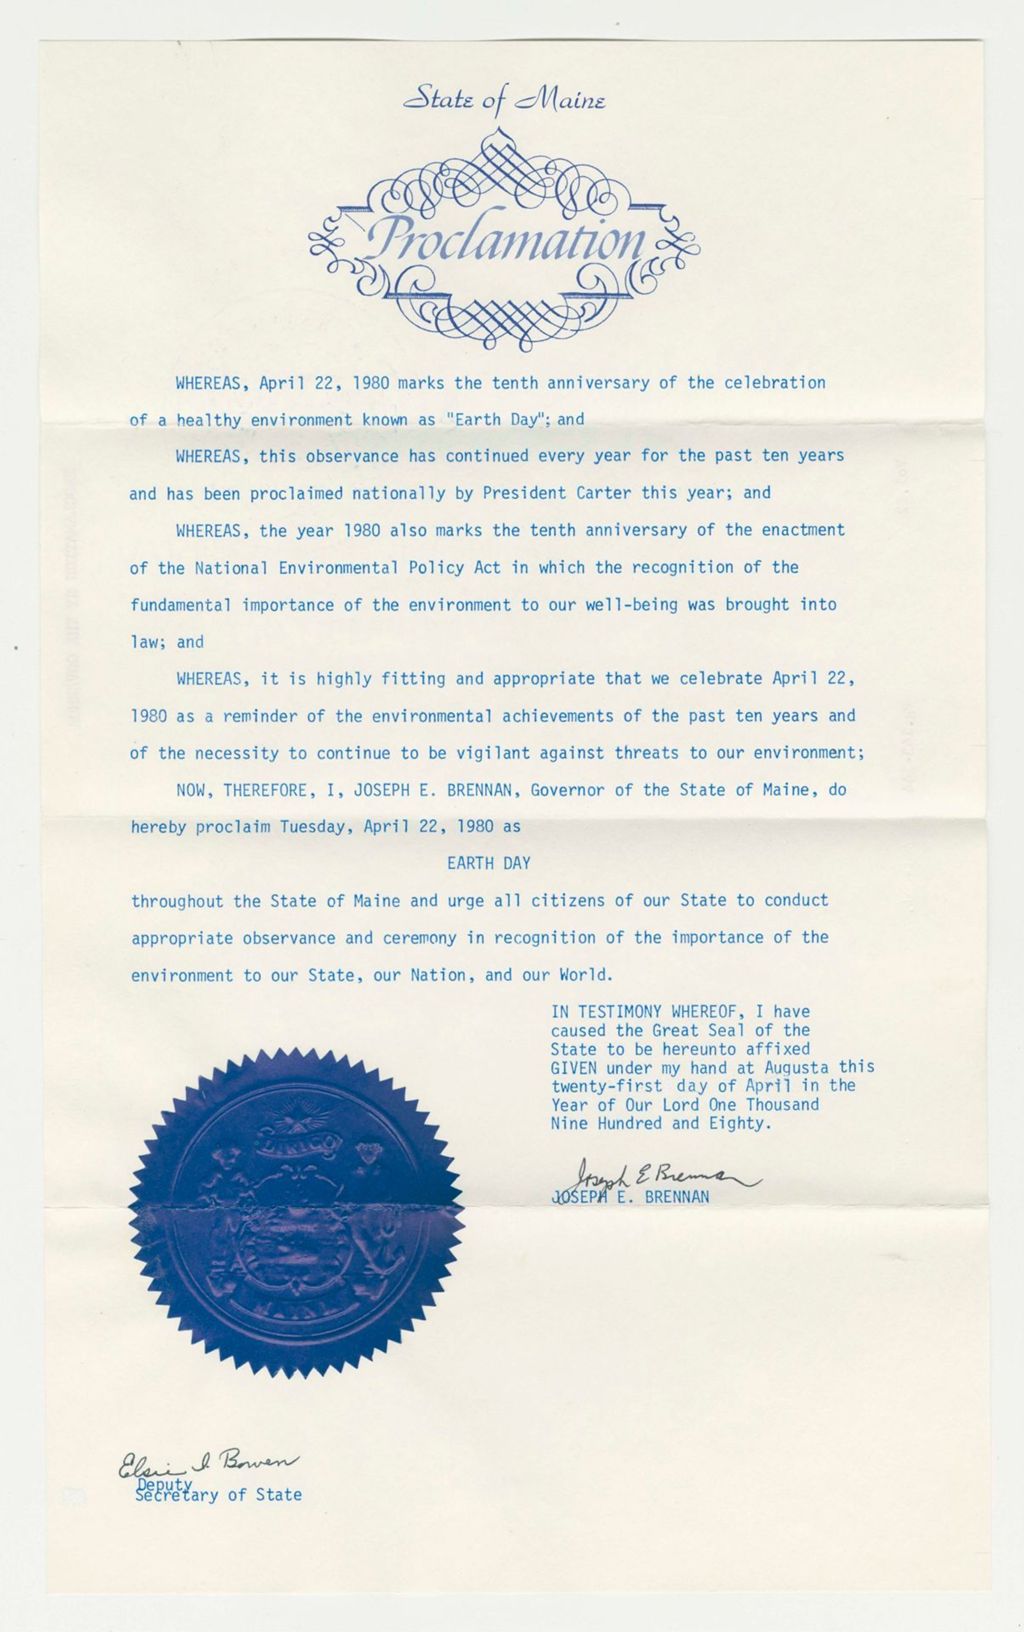 State of Maine
Proclamation
WHEREAS, April 22, 1980 marks the tenth anniversary of the celebration
of a healthy environment known as "Earth Day"; and
WHEREAS, this observance has continued every year for the past ten years
and has been proclaimed nationally by President Carter this year; and
WHEREAS, the year 1980 also marks the tenth anniversary of the enactment
of the National Environmental Policy Act in which the recognition of the
fundamental importance of the environment to our well-being was brought into
law; and
WHEREAS, it is highly fitting and appropriate that we celebrate April 22,
1980 as a reminder of the environmental achievements of the past ten years and
of the necessity to continue to be vigilant against threats to our environment;
NOW, THEREFORE, I, JOSEPH E. BRENNAN, Governor of the State of Maine, do
hereby proclaim Tuesday, April 22, 1980 as
EARTH DAY
throughout the State of Maine and urge all citizens of our State to conduct
appropriate observance and ceremony in recognition of the importance of the
environment to our State, our Nation, and our World.
IN TESTIMONY WHEREOF, I have
caused the Great Seal of the
State to be hereunto affixed
GIVEN under my hand at Augusta this
twenty-first day of April in the
Year of Our Lord One Thousand
Nine Hundred and Eighty.
Joseph E Brennan
JOSEPH E. BRENNAN
DIRIGO
MAINE
Elsie I Bowen
Deputy
Secretary of State